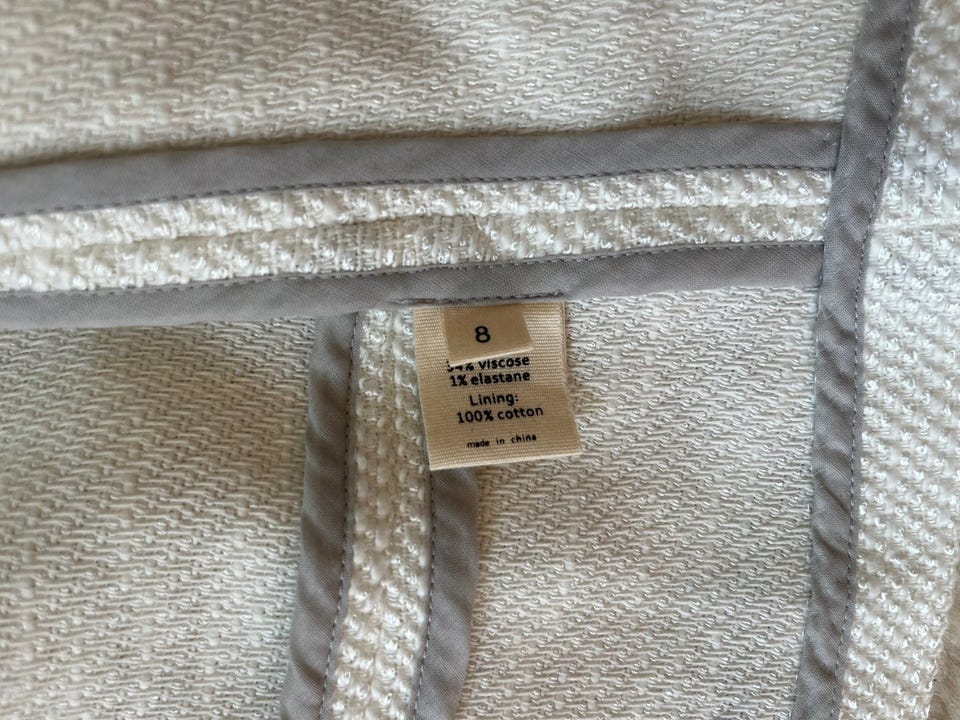 8
viscose
1% elastane
Lining:
100% cotton
made in china